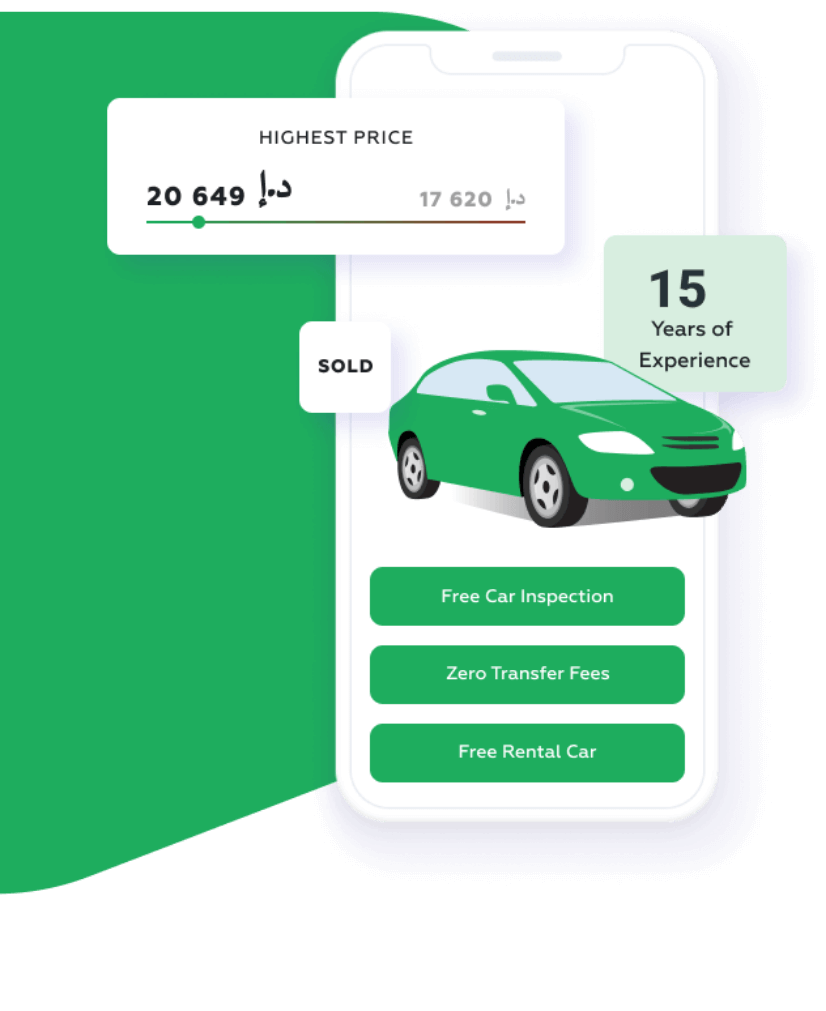 HIGHEST PRICE
20 649 د.إ
17 620 د.إ
15
Years of
Experience
SOLD
Free Car Inspection
Zero Transfer Fees
Free Rental Car